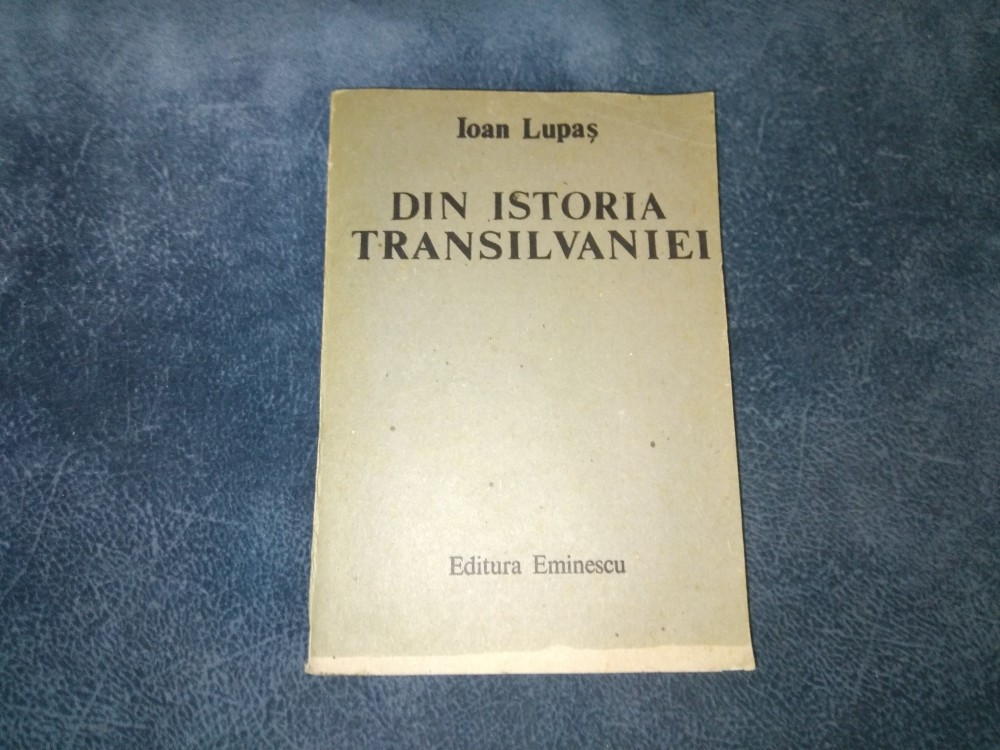 Ioan Lupaș
DIN ISTORIA
TRANSILVANIEI
Editura Eminescu